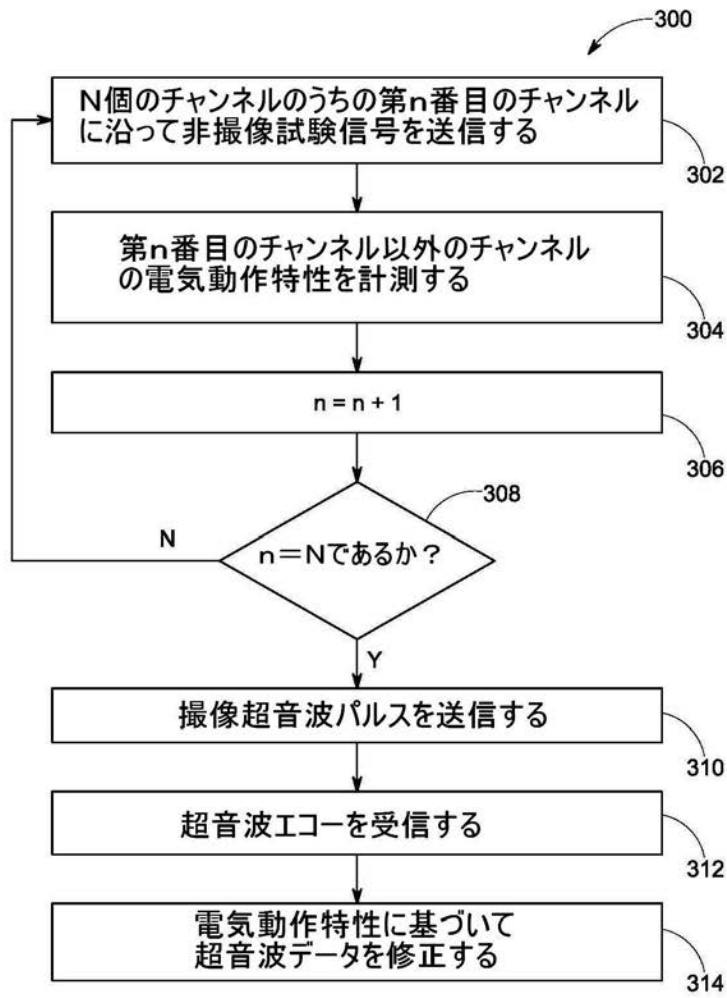 300
N個のチャンネルのうちの第n番目のチャンネル
に沿って非撮像試験信号を送信する
302
第n番目のチャンネル以外のチャンネル
の電気動作特性を計測する
304
n = n + 1
306
308
N
n=Nであるか?
Y
撮像超音波パルスを送信する
310
超音波エコーを受信する
312
電気動作特性に基づいて
超音波データを修正する
314